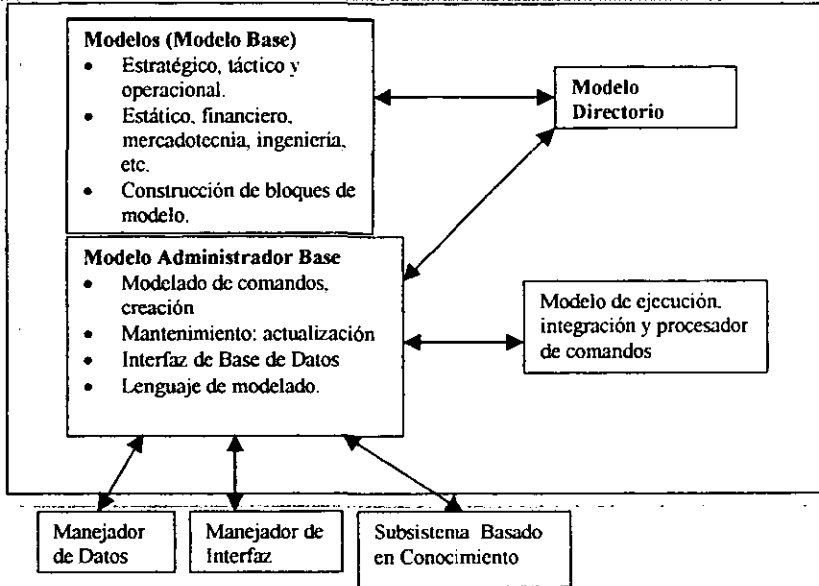 Modelos (Modelo Base)
• Estratégico, táctico y
operacional.
• Estático, financiero,
mercadotecnia, ingeniería,
etc.
• Construcción de bloques de
modelo.
Modelo
Directorio
Modelo Administrador Base
• Modelado de comandos,
creación
• Mantenimiento: actualización
• Interfaz de Base de Datos
• Lenguaje de modelado.
Modelo de ejecución,
integración y procesador
de comandos
Manejador
de Datos
Manejador de
Interfaz
Subsistema Basado
en Conocimiento